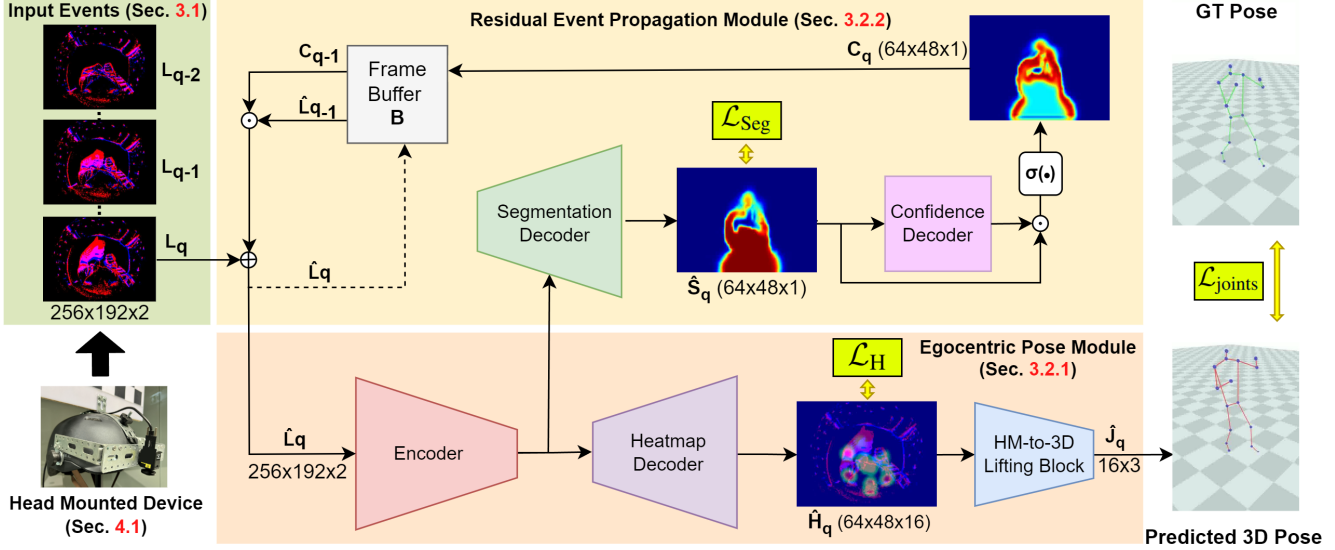 Input Events (Sec. 3.1)
L_q-2
L_q-1
L_q
256x192x2
Head Mounted Device
(Sec. 4.1)
Residual Event Propagation Module (Sec. 3.2.2)
C_q-1
L̂_q-1
Frame
Buffer
B
C_q (64x48x1)
L̂_q
Segmentation
Decoder
ℒ_Seg
Ŝ_q (64x48x1)
Confidence
Decoder
σ(•)
Egocentric Pose Module
(Sec. 3.2.1)
L̂_q
256x192x2
Encoder
Heatmap
Decoder
ℒ_H
Ĥ_q (64x48x16)
HM-to-3D
Lifting Block
Ĵ_q
16x3
GT Pose
ℒ_joints
Predicted 3D Pose